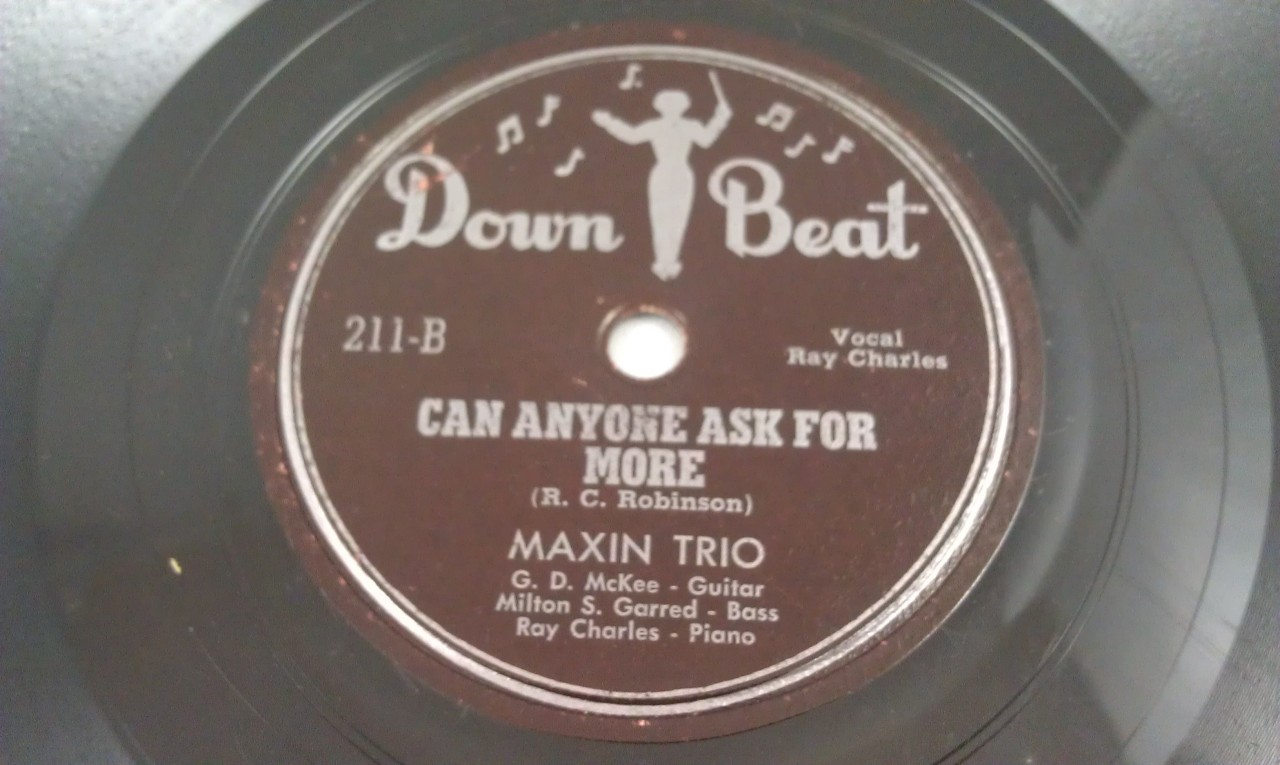 Down Beat
211-B
Vocal
Ray Charles
CAN ANYONE ASK FOR
MORE
(R. C. Robinson)
MAXIN TRIO
G. D. McKee - Guitar
Milton S. Garred - Bass
Ray Charles - Piano